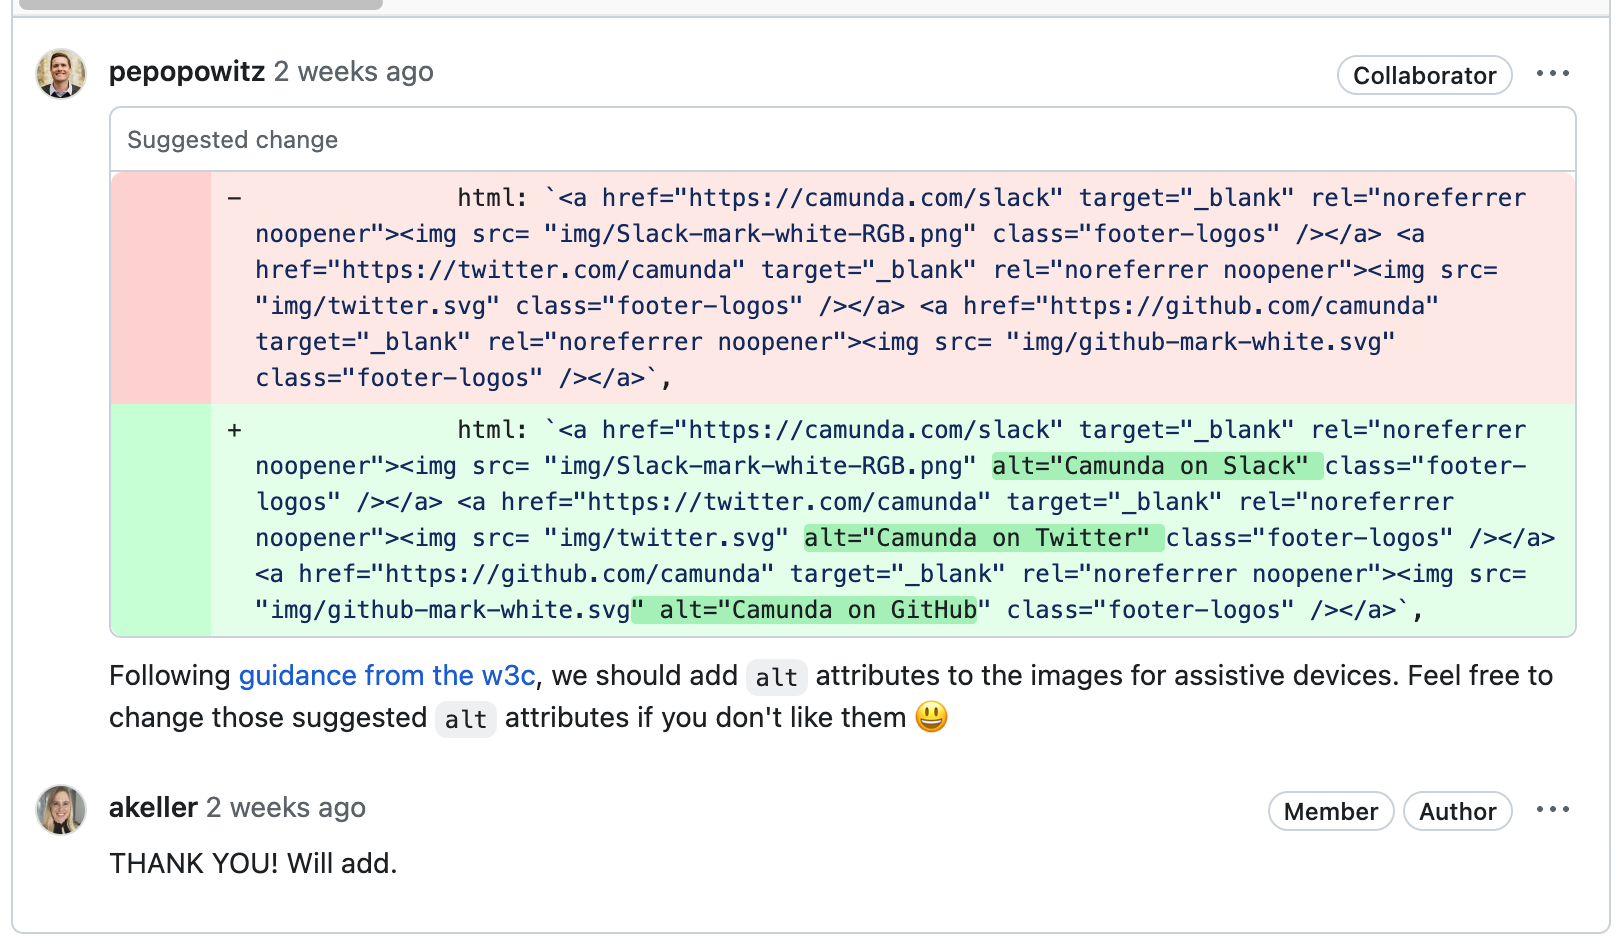 pepopowitz 2 weeks ago
Collaborator
Suggested change
− html: `<a href="https://camunda.com/slack" target="_blank" rel="noreferrer
noopener"><img src= "img/Slack-mark-white-RGB.png" class="footer-logos" /></a> <a
href="https://twitter.com/camunda" target="_blank" rel="noreferrer noopener"><img src=
"img/twitter.svg" class="footer-logos" /></a> <a href="https://github.com/camunda"
target="_blank" rel="noreferrer noopener"><img src= "img/github-mark-white.svg"
class="footer-logos" /></a>`,
+ html: `<a href="https://camunda.com/slack" target="_blank" rel="noreferrer
noopener"><img src= "img/Slack-mark-white-RGB.png" alt="Camunda on Slack" class="footer-
logos" /></a> <a href="https://twitter.com/camunda" target="_blank" rel="noreferrer
noopener"><img src= "img/twitter.svg" alt="Camunda on Twitter" class="footer-logos" /></a>
<a href="https://github.com/camunda" target="_blank" rel="noreferrer noopener"><img src=
"img/github-mark-white.svg" alt="Camunda on GitHub" class="footer-logos" /></a>`,
Following guidance from the w3c, we should add alt attributes to the images for assistive devices. Feel free to
change those suggested alt attributes if you don't like them 😃
akeller 2 weeks ago
Member
Author
THANK YOU! Will add.